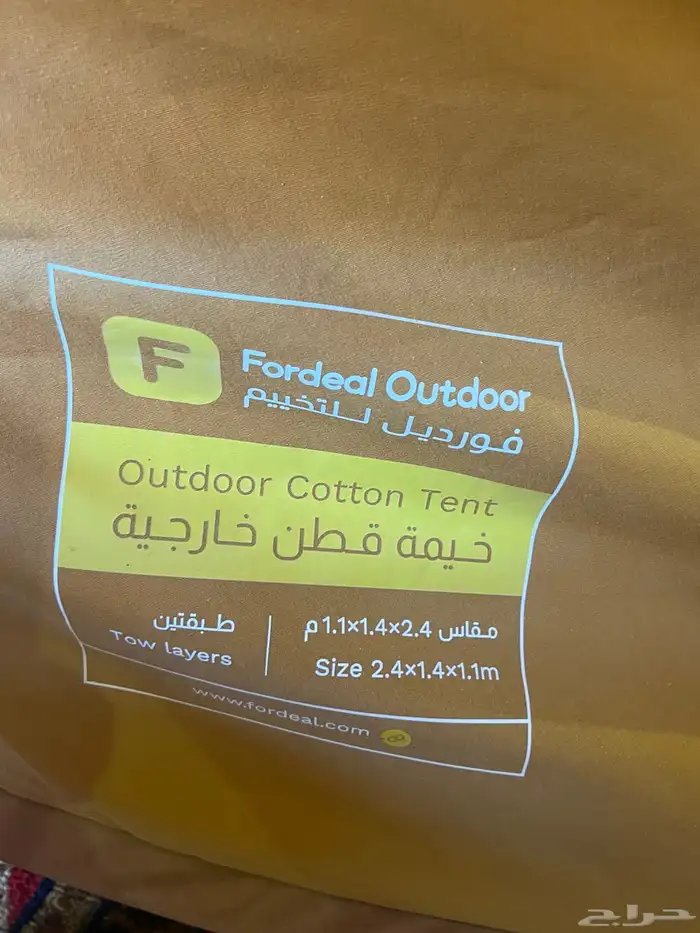 F
Fordeal Outdoor
فورديل للتخييم
Outdoor Cotton Tent
خيمة قطن خارجية
مقاس 2.4×1.4×1.1م
Size 2.4×1.4×1.1m
طبقتين
Tow layers
www.fordeal.com
حراج